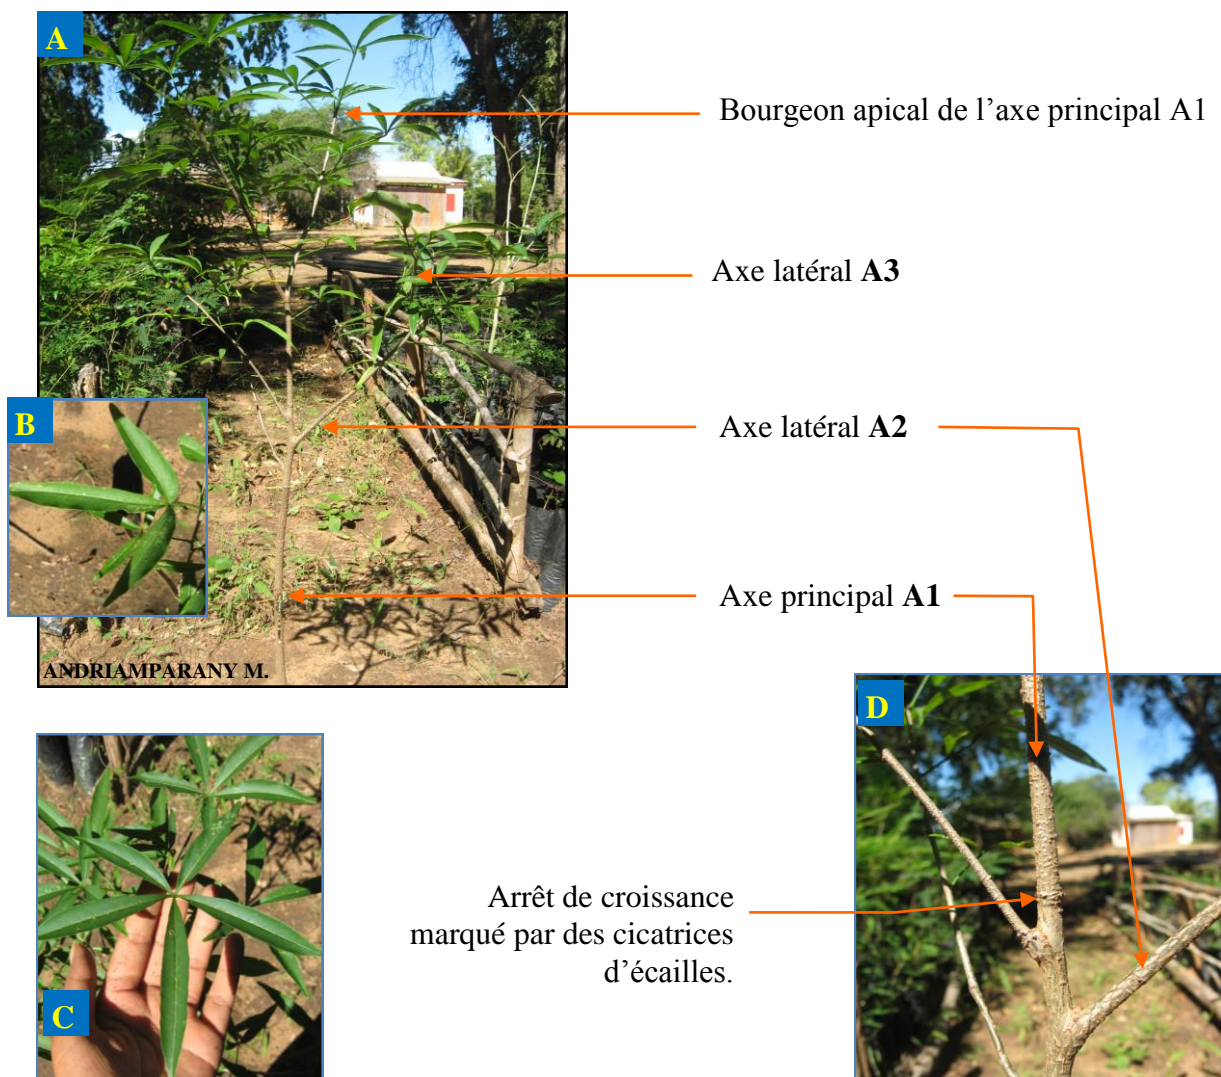 A
Bourgeon apical de l’axe principal A1
Axe latéral A3
B
Axe latéral A2
Axe principal A1
ANDRIAMPARANY M.
D
Arrêt de croissance
marqué par des cicatrices
d’écailles.
C